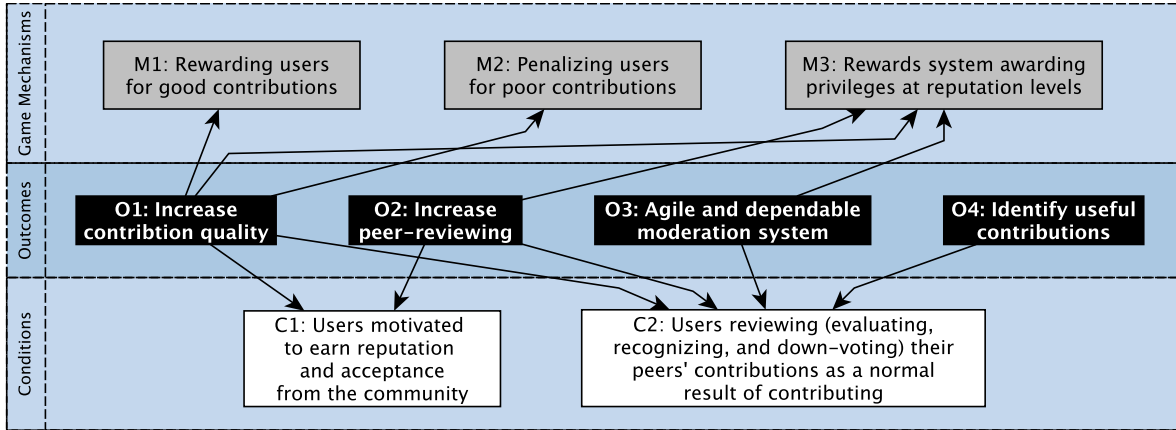 Game Mechanisms
M1: Rewarding users
for good contributions
M2: Penalizing users
for poor contributions
M3: Rewards system awarding
privileges at reputation levels
Outcomes
O1: Increase
contribtion quality
O2: Increase
peer-reviewing
O3: Agile and dependable
moderation system
O4: Identify useful
contributions
Conditions
C1: Users motivated
to earn reputation
and acceptance
from the community
C2: Users reviewing (evaluating,
recognizing, and down-voting) their
peers' contributions as a normal
result of contributing